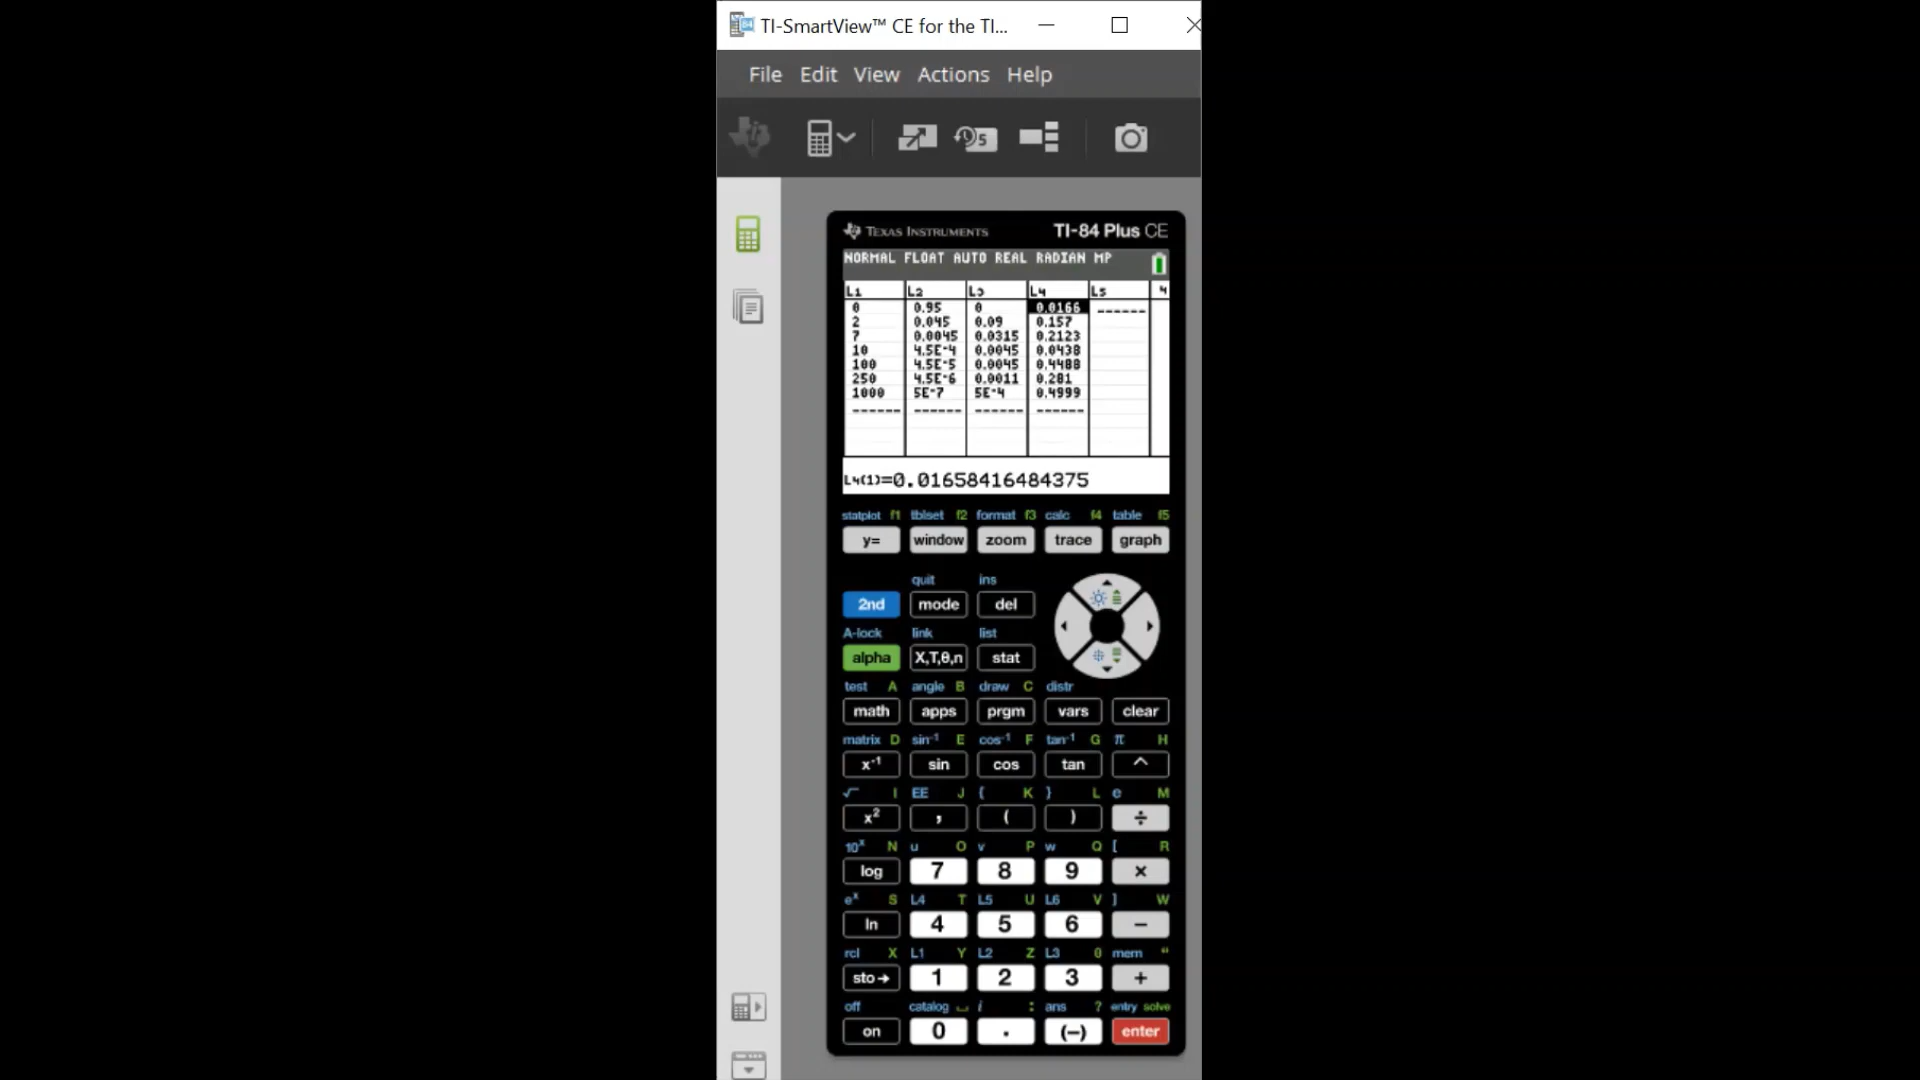 TI-SmartView™ CE for the TI...
File Edit View Actions Help
5
TEXAS INSTRUMENTS TI-84 Plus CE
NORMAL FLOAT AUTO REAL RADIAN MP
L1 L2 L3 L4 L5 4
0 0.95 0 0.0166 ------
2 0.045 0.09 0.157
7 0.0045 0.0315 0.2123
10 4.5E-4 0.0045 0.0438
100 4.5E-5 0.0045 0.4488
250 4.5E-6 0.0011 0.281
1000 5E-7 5E-4 0.4999
------ ------ ------ ------
L4(1)=0.01658416484375
statplot f1 tblset f2 format f3 calc f4 table f5
y= window zoom trace graph
quit ins
2nd mode del
A-lock link list
alpha X,T,θ,n stat
test A angle B draw C distr
math apps prgm vars clear
matrix D sin-1 E cos-1 F tan-1 G π H
x-1 sin cos tan ^
√ I EE J { K } L e M
x2 , ( ) ÷
10x N u O v P w Q [ R
log 7 8 9 ×
ex S L4 T L5 U L6 V ] W
ln 4 5 6 −
rcl X L1 Y L2 Z L3 θ mem "
sto→ 1 2 3 +
off catalog i : ans ? entry solve
on 0 . (−) enter